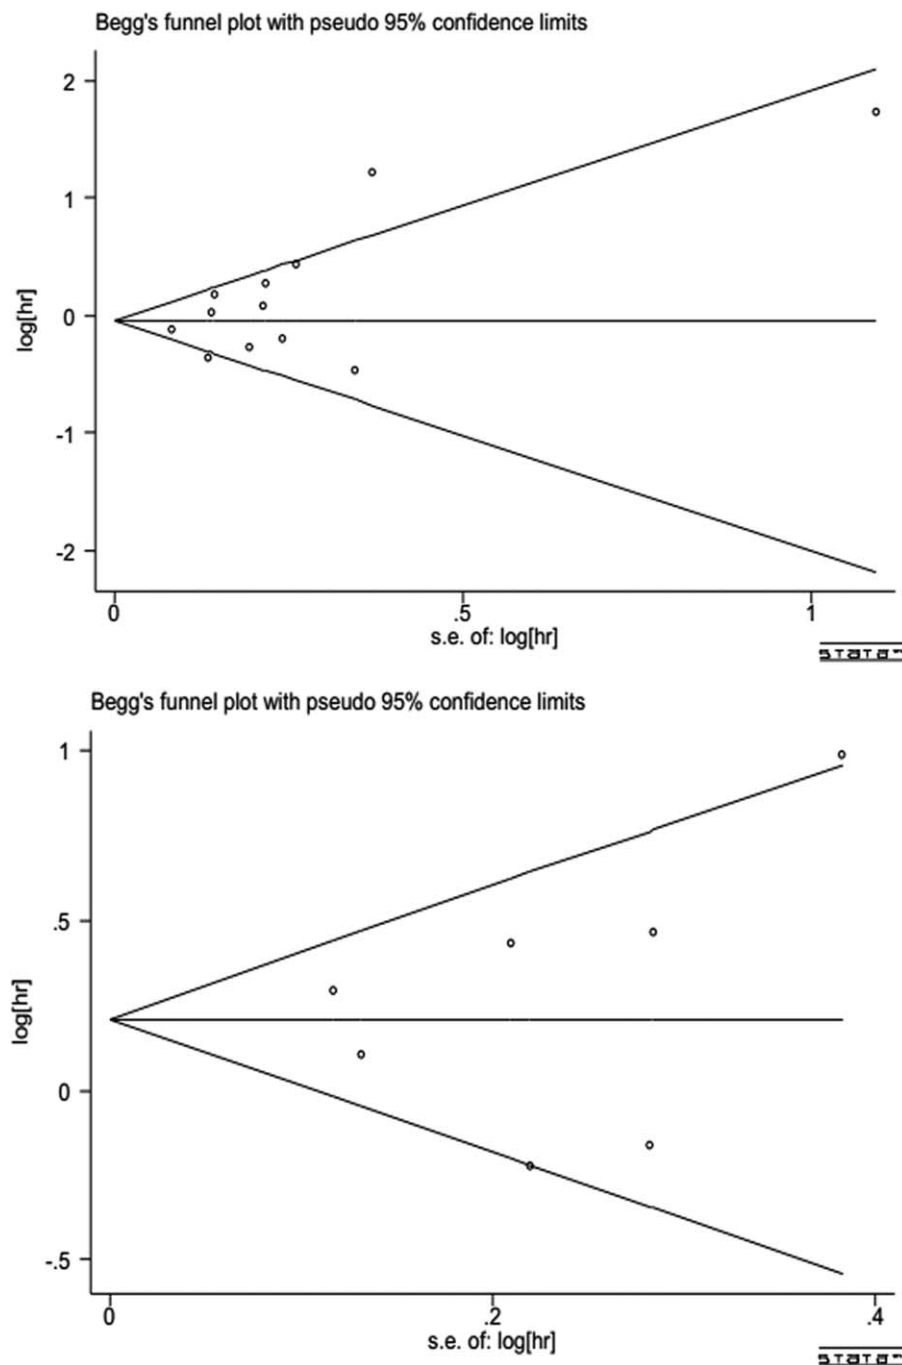 Begg's funnel plot with pseudo 95% confidence limits
2
1
0
-1
-2
log[hr]
0
.5
1
s.e. of: log[hr]
Begg's funnel plot with pseudo 95% confidence limits
1
.5
0
-.5
log[hr]
0
.2
.4
s.e. of: log[hr]